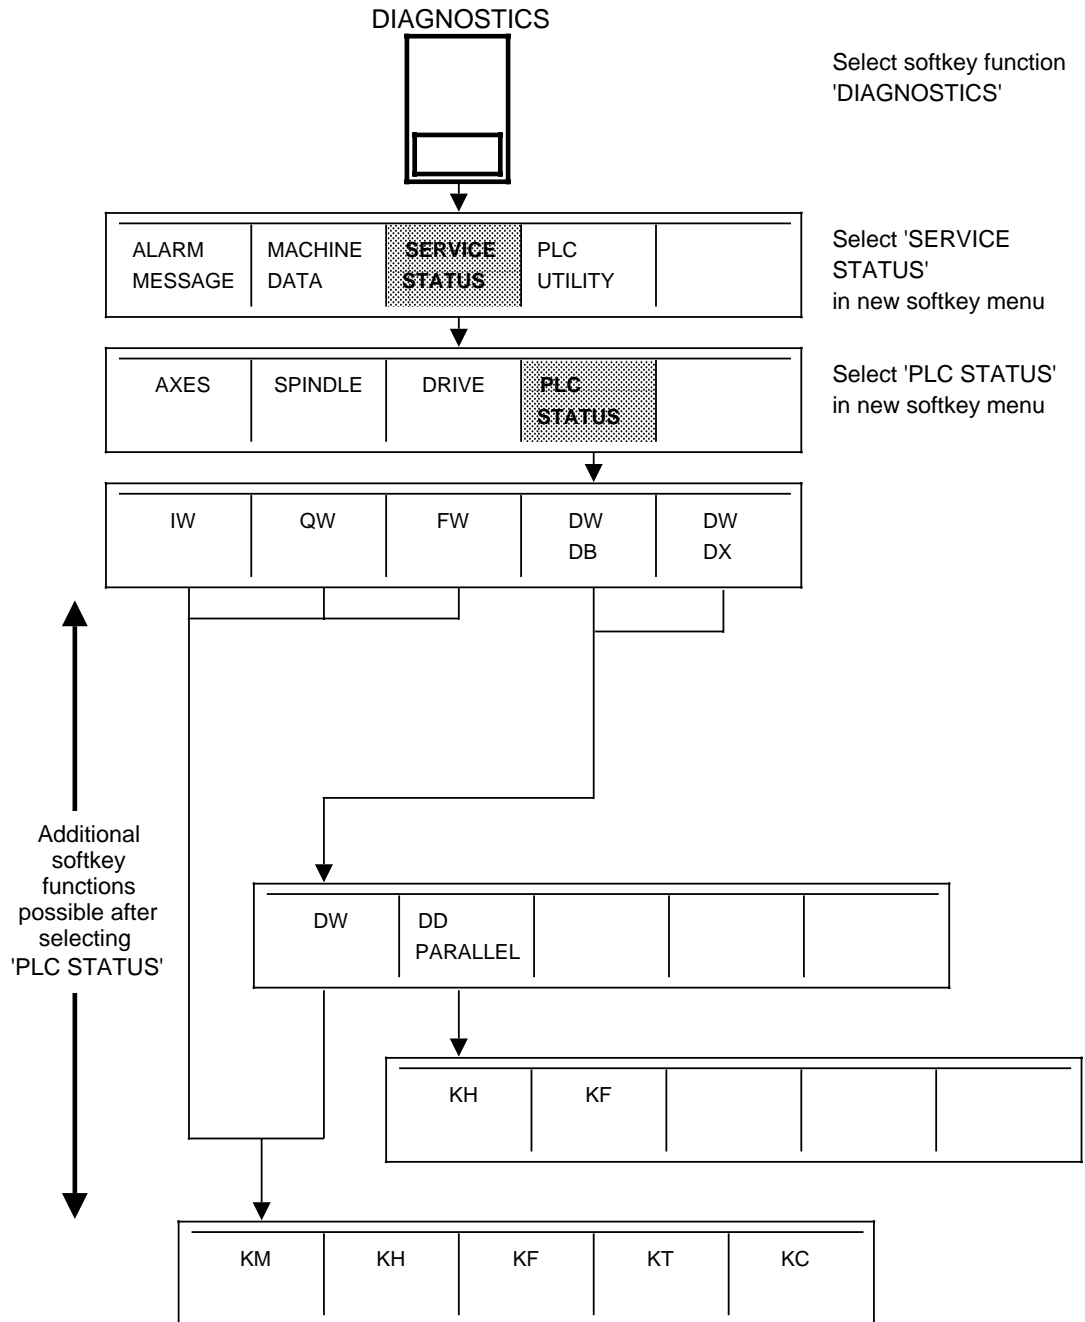 DIAGNOSTICS
Select softkey function
'DIAGNOSTICS'
ALARM
MESSAGE
MACHINE
DATA
SERVICE
STATUS
PLC
UTILITY
Select 'SERVICE
STATUS'
in new softkey menu
AXES
SPINDLE
DRIVE
PLC
STATUS
Select 'PLC STATUS'
in new softkey menu
IW
QW
FW
DW
DB
DW
DX
Additional
softkey
functions
possible after
selecting
'PLC STATUS'
DW
DD
PARALLEL
KH
KF
KM
KH
KF
KT
KC